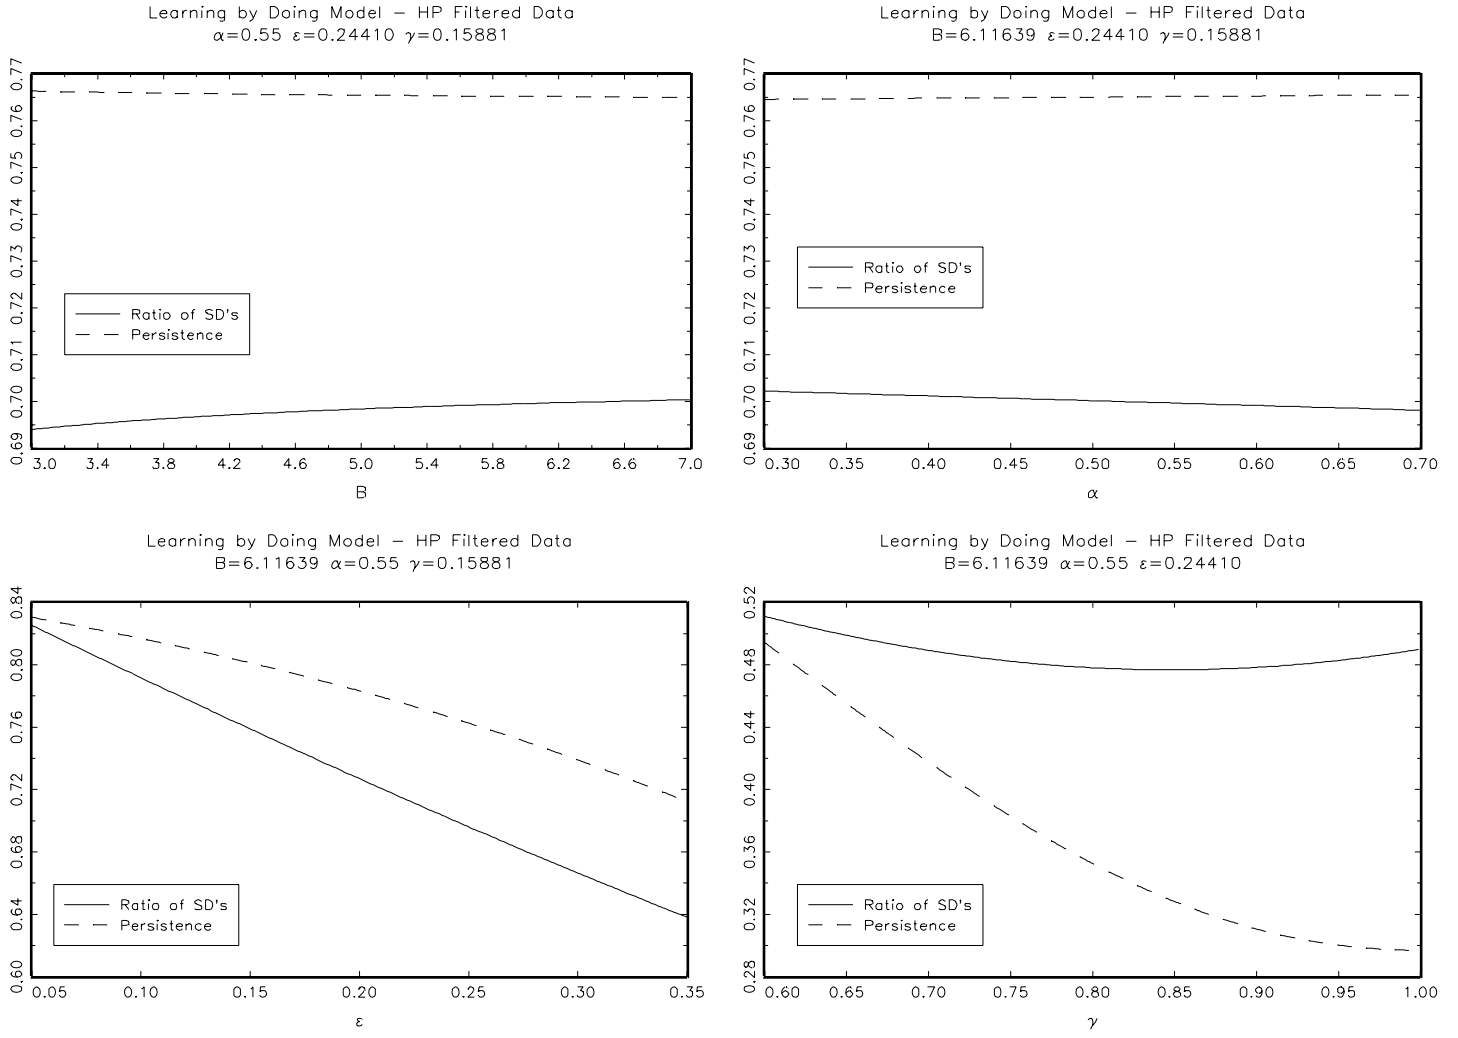 Learning by Doing Model – HP Filtered Data
α=0.55 ε=0.24410 γ=0.15881
0.77
0.76
0.75
0.74
0.73
0.72
0.71
0.70
0.69
Ratio of SD's
Persistence
3.0 3.4 3.8 4.2 4.6 5.0 5.4 5.8 6.2 6.6 7.0
B
Learning by Doing Model – HP Filtered Data
B=6.11639 ε=0.24410 γ=0.15881
0.77
0.76
0.75
0.74
0.73
0.72
0.71
0.70
0.69
Ratio of SD's
Persistence
0.30 0.35 0.40 0.45 0.50 0.55 0.60 0.65 0.70
α
Learning by Doing Model – HP Filtered Data
B=6.11639 α=0.55 γ=0.15881
0.84
0.80
0.76
0.72
0.68
0.64
0.60
Ratio of SD's
Persistence
0.05 0.10 0.15 0.20 0.25 0.30 0.35
ε
Learning by Doing Model – HP Filtered Data
B=6.11639 α=0.55 ε=0.24410
0.52
0.48
0.44
0.40
0.36
0.32
0.28
Ratio of SD's
Persistence
0.60 0.65 0.70 0.75 0.80 0.85 0.90 0.95 1.00
γ